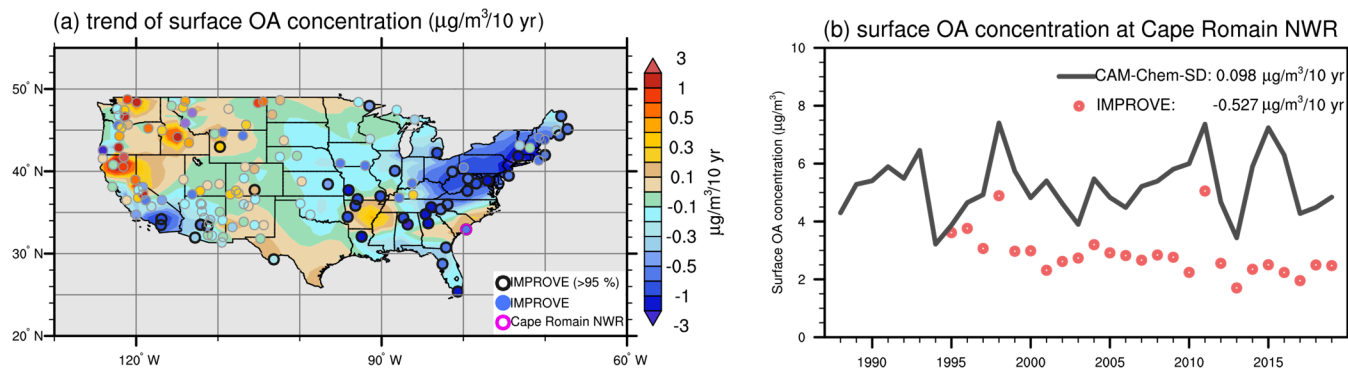 (a) trend of surface OA concentration (μg/m³/10 yr)
50° N
40° N
30° N
20° N
120° W
90° W
60° W
IMPROVE (>95 %)
IMPROVE
Cape Romain NWR
3
1
0.5
0.3
0.1
-0.1
-0.3
-0.5
-1
-3
μg/m³/10 yr
(b) surface OA concentration at Cape Romain NWR
CAM-Chem-SD: 0.098 μg/m³/10 yr
IMPROVE: -0.527 μg/m³/10 yr
Surface OA concentration (μg/m³)
10
8
6
4
2
0
1990
1995
2000
2005
2010
2015